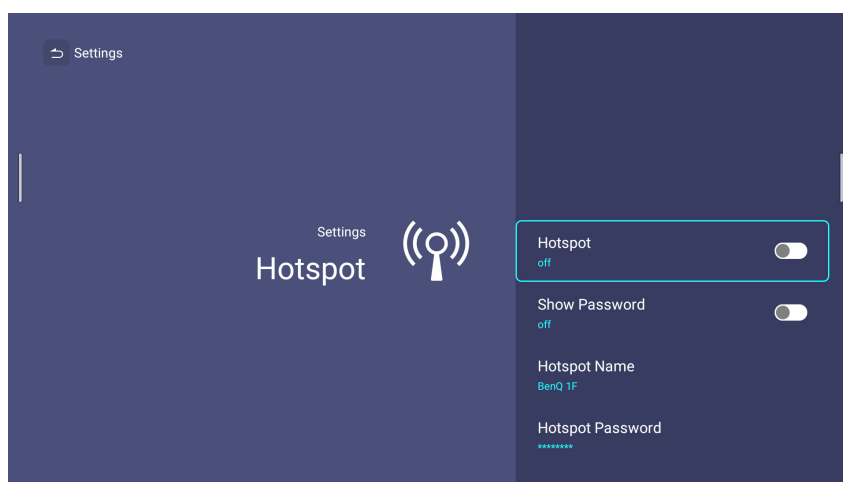 Settings
Settings
Hotspot
Hotspot
off
Show Password
off
Hotspot Name
BenQ 1F
Hotspot Password
********